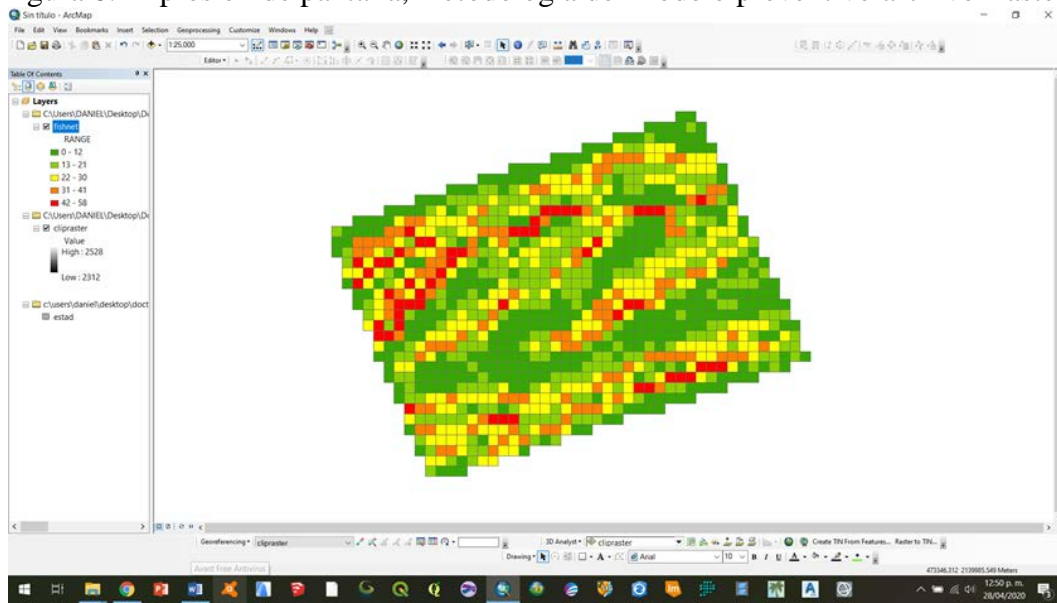 Sin título - ArcMap
File Edit View Bookmarks Insert Selection Geoprocessing Customize Windows Help
1:25,000
Editor
Table Of Contents
Layers
C:\Users\DANIEL\Desktop\D
fishnet
RANGE
0 - 12
13 - 21
22 - 30
31 - 41
42 - 58
C:\Users\DANIEL\Desktop\D
clipraster
Value
High : 2528
Low : 2312
c:\users\daniel\desktop\doct
estad
Georeferencing clipraster
3D Analyst clipraster Create TIN From Features... Raster to TIN...
Drawing A Arial 10 B I U A
Avast Free Antivirus
473346.312 2139985.549 Meters
12:50 p. m.
28/04/2020